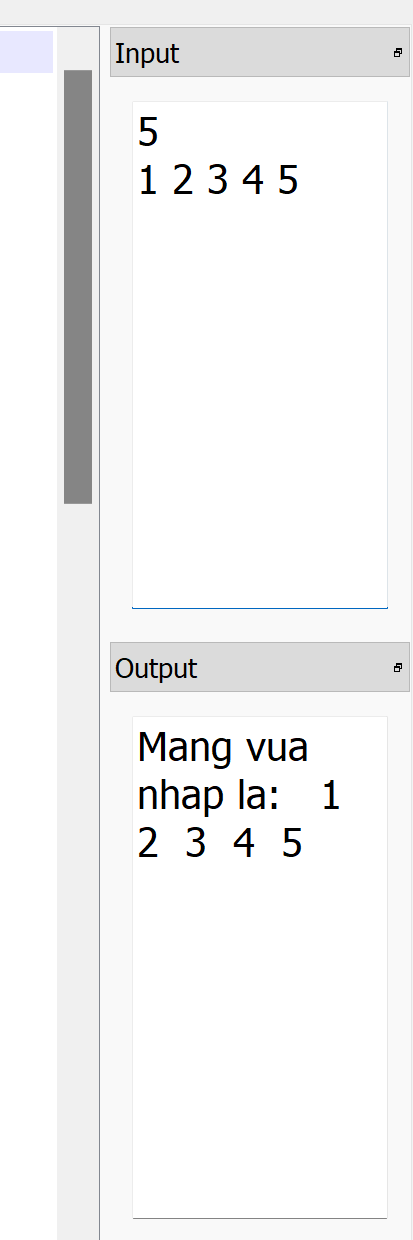 Input
5
1 2 3 4 5
Output
Mang vua
nhap la:   1
2  3  4  5